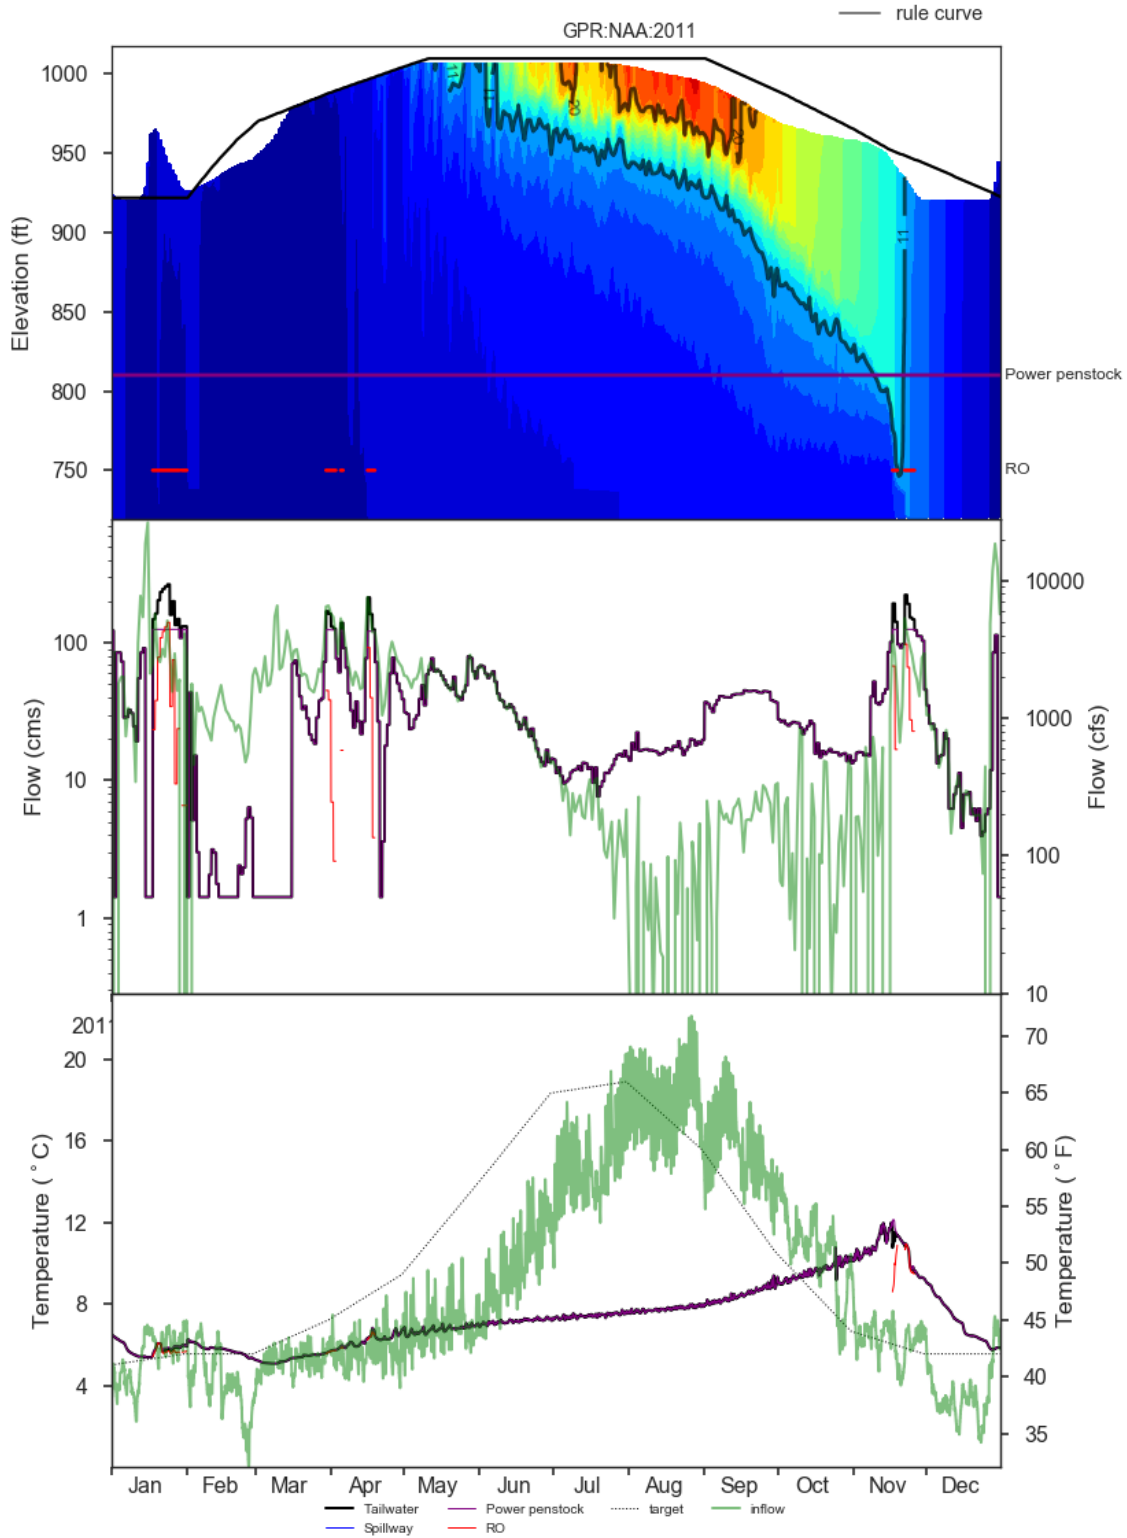 rule curve
GPR:NAA:2011
1000
950
900
850
800
750
Elevation (ft)
11
11
20
20
11
Power penstock
RO
100
10
1
Flow (cms)
10000
1000
100
10
Flow (cfs)
201
20
16
12
8
4
Temperature (°C)
70
65
60
55
50
45
40
35
Temperature (°F)
Jan Feb Mar Apr May Jun Jul Aug Sep Oct Nov Dec
Tailwater Power penstock target inflow
Spillway RO